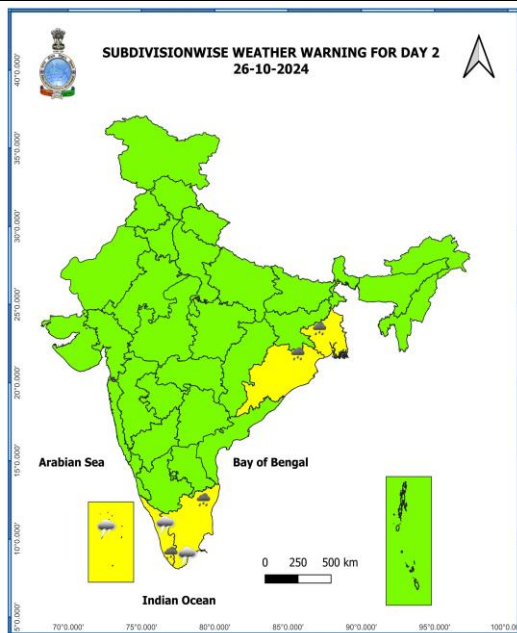 SUBDIVISIONWISE WEATHER WARNING FOR DAY 2
26-10-2024
40°0.000'
35°0.000'
30°0.000'
25°0.000'
20°0.000'
15°0.000'
10°0.000'
5°0.000'
Arabian Sea
Bay of Bengal
0 250 500 km
Indian Ocean
70°0.000' 75°0.000' 80°0.000' 85°0.000' 90°0.000' 95°0.000' 100°0.0